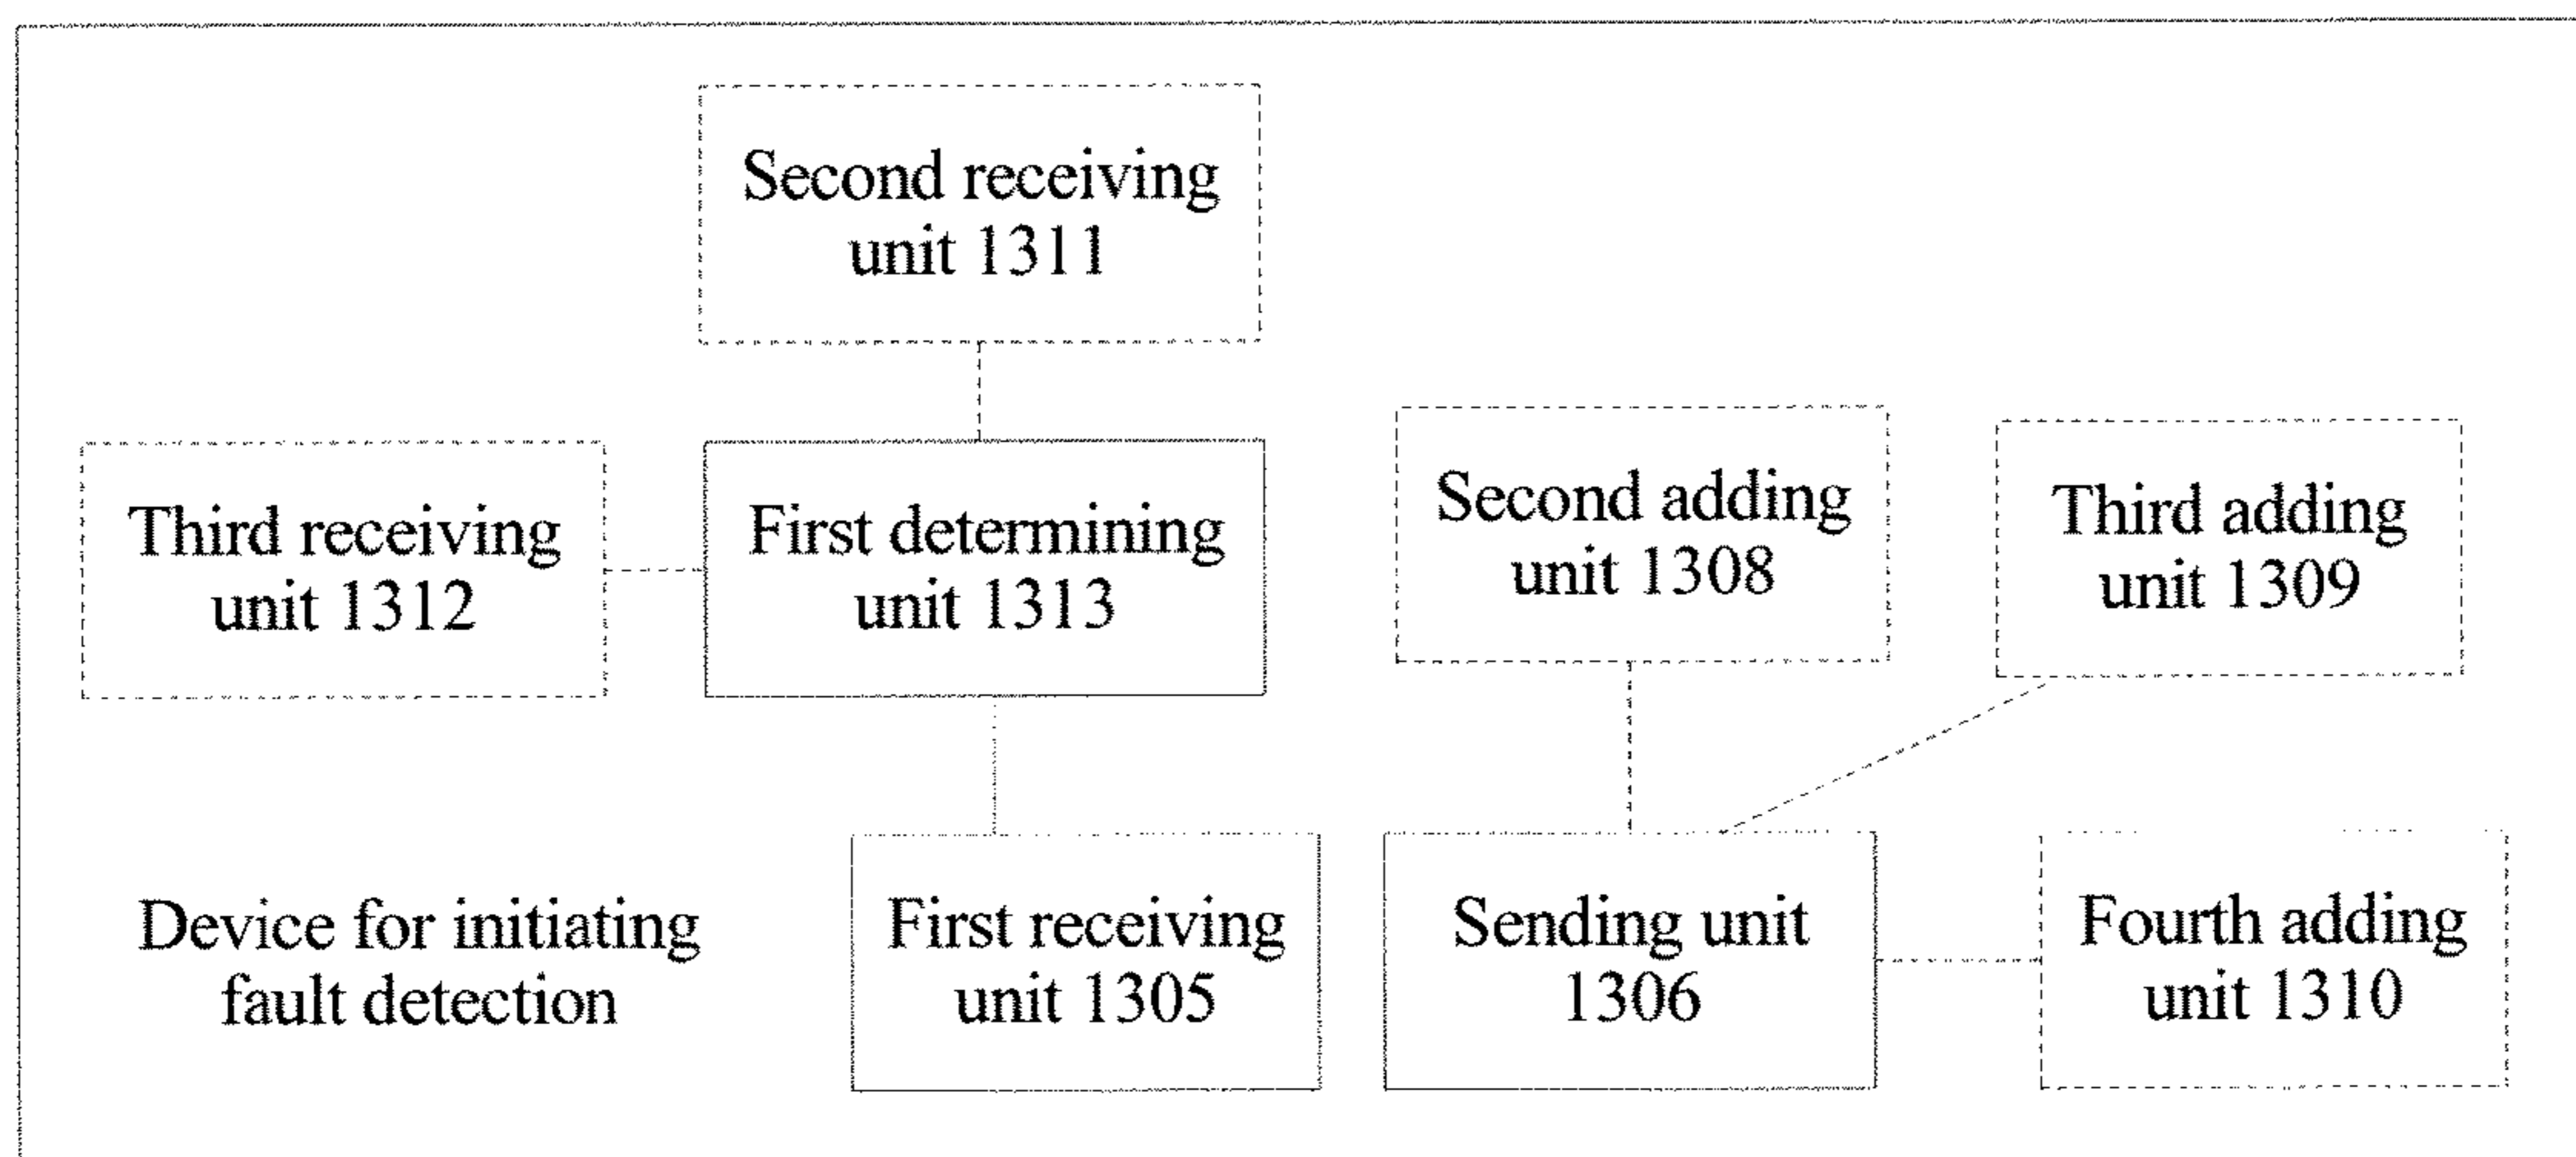 Second receiving
unit 1311
Third receiving
unit 1312
First determining
unit 1313
Second adding
unit 1308
Third adding
unit 1309
Device for initiating
fault detection
First receiving
unit 1305
Sending unit
1306
Fourth adding
unit 1310